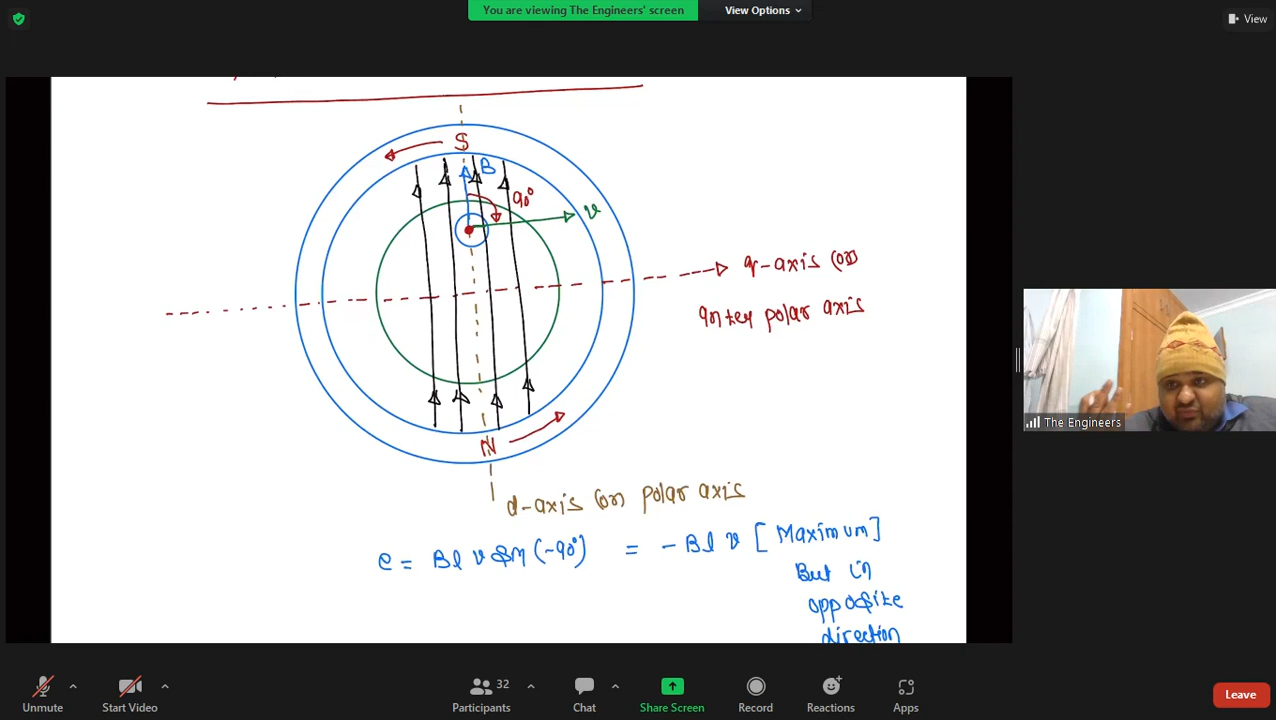 You are viewing The Engineers' screen
View Options
View
S
B
90°
v
q-axis (or)
Inter polar axis
N
d-axis (or) polar axis
e = Bl v Sin (-90°) = - Bl v [Maximum]
But in
opposite
direction
The Engineers
Unmute
Start Video
Participants
32
Chat
Share Screen
Record
Reactions
Apps
Leave